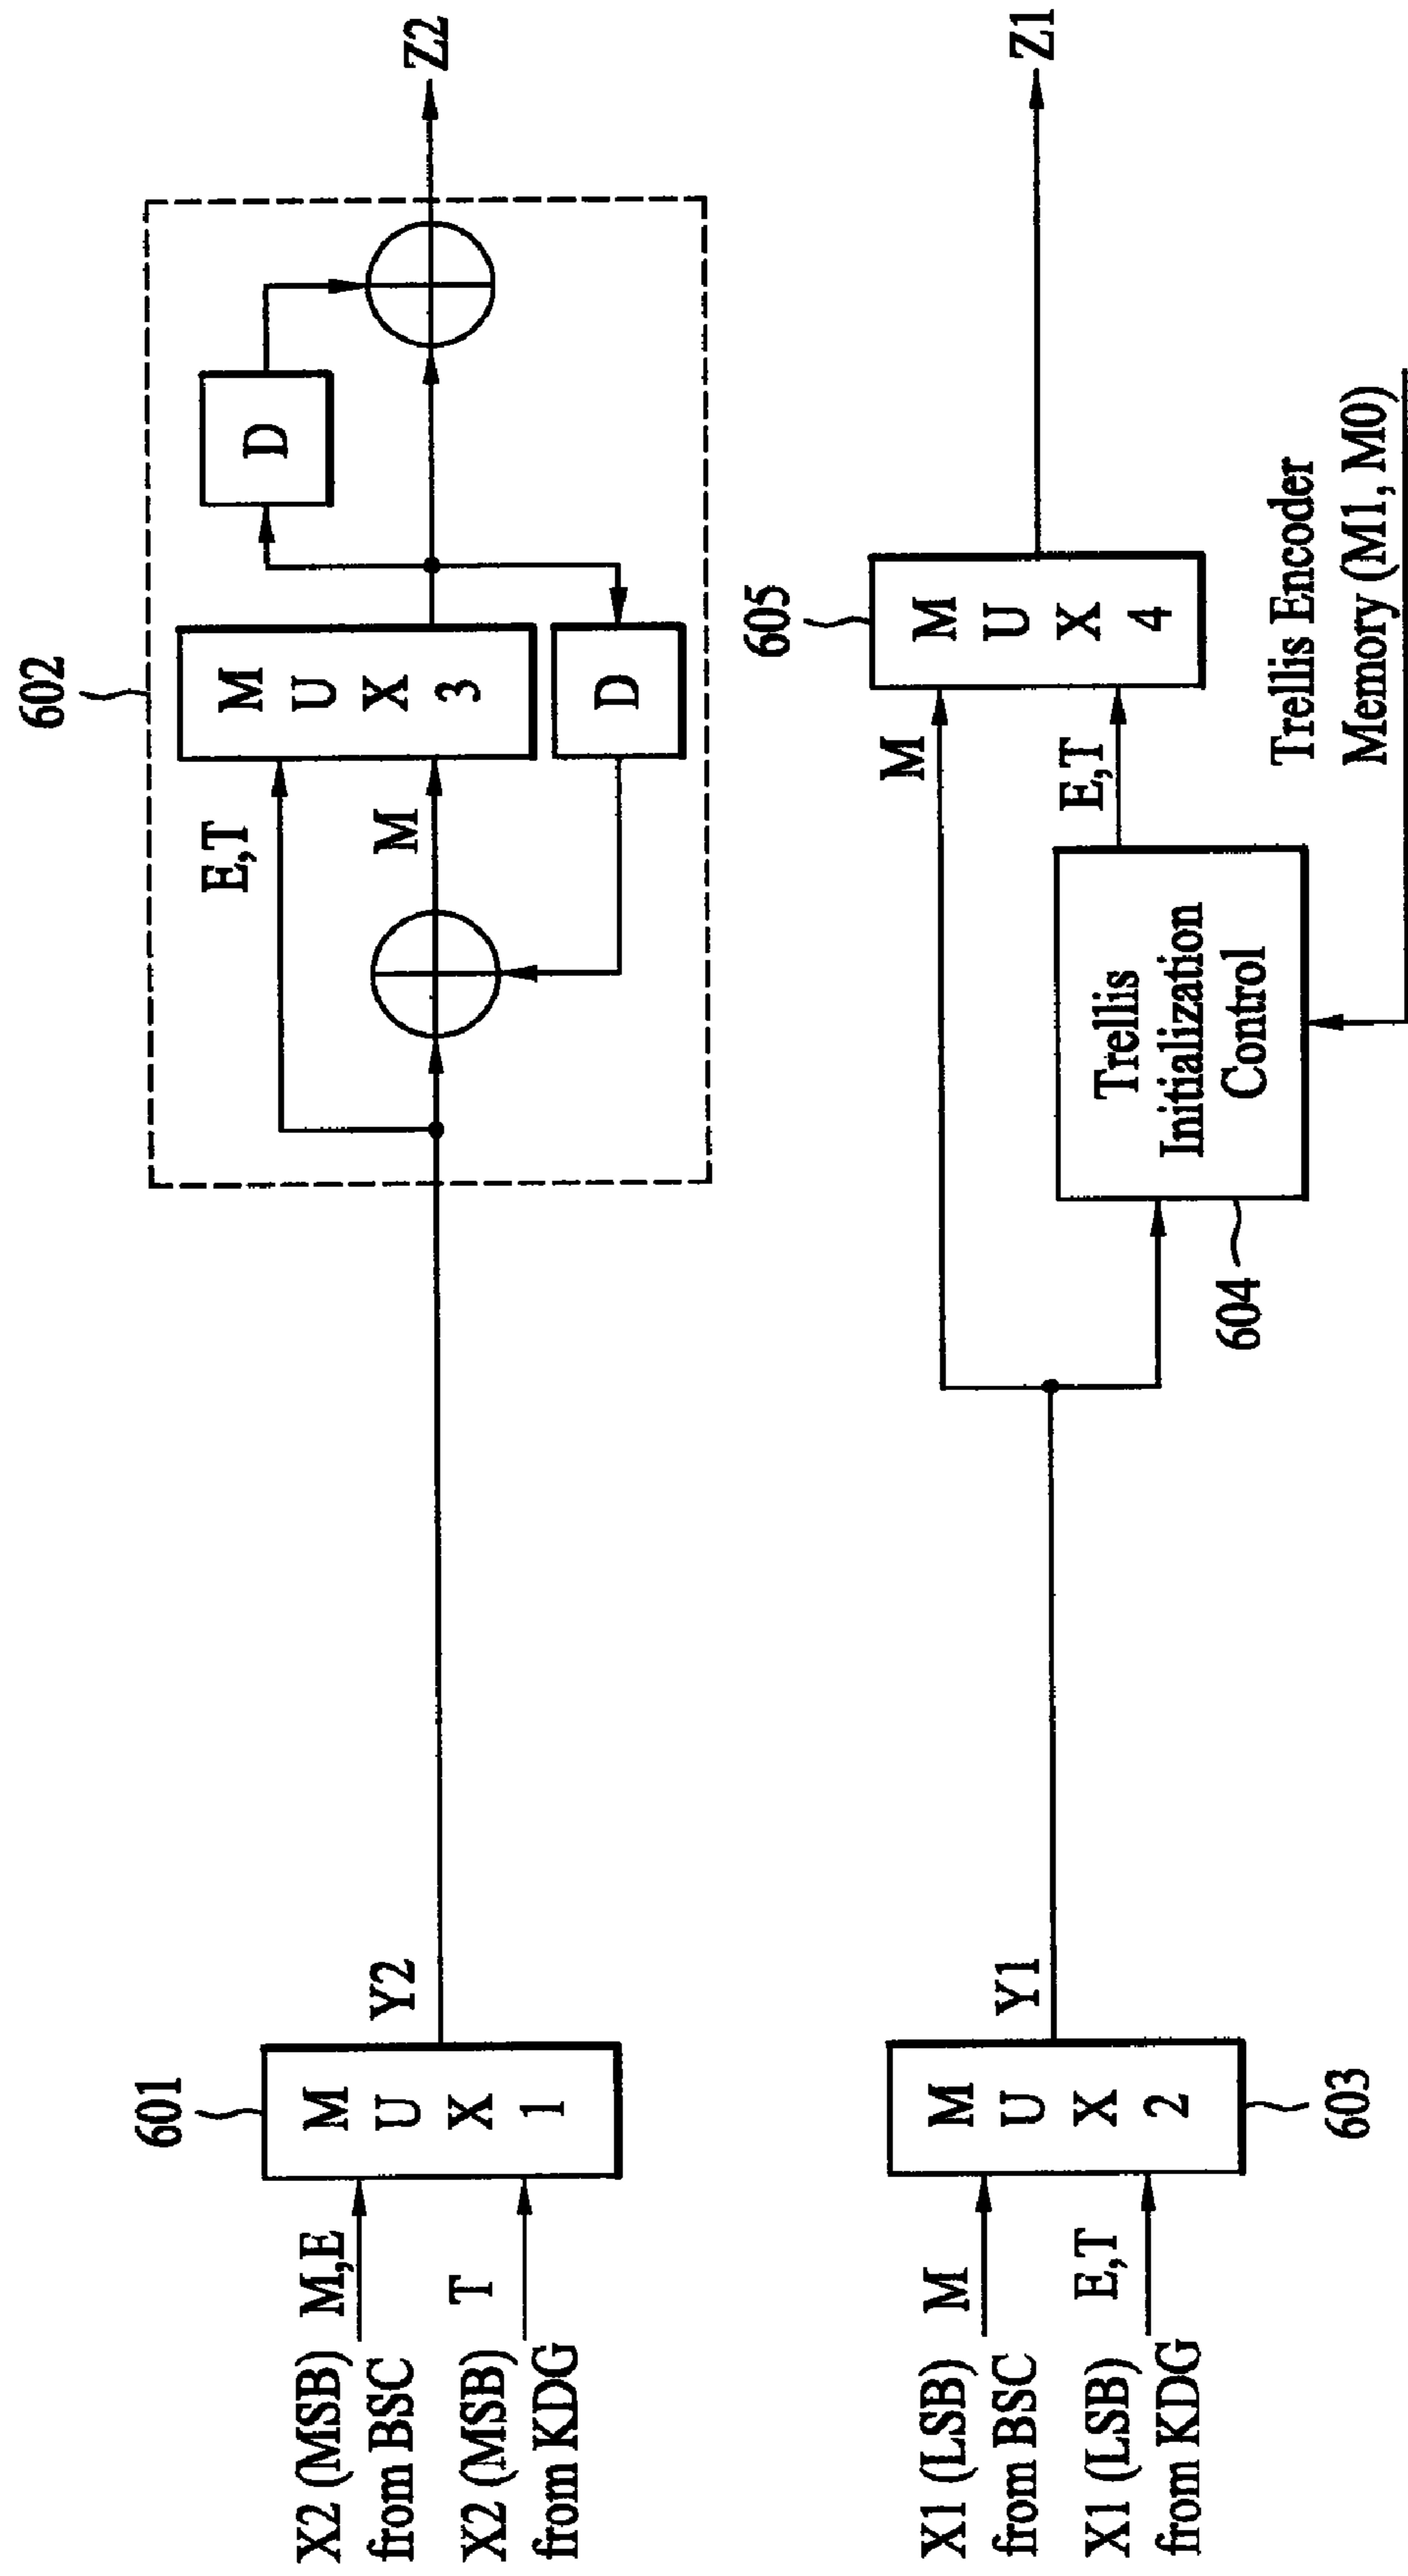 601
X2 (MSB)
from BSC
M,E
X2 (MSB)
from KDG
T
M
U
X
1
Y2
602
E,T
M
M
U
X
3
D
D
Z2
X1 (LSB)
from BSC
M
X1 (LSB)
from KDG
E,T
M
U
X
2
603
Y1
604
Trellis
Initialization
Control
M
E,T
605
M
U
X
4
Trellis Encoder
Memory (M1, M0)
Z1